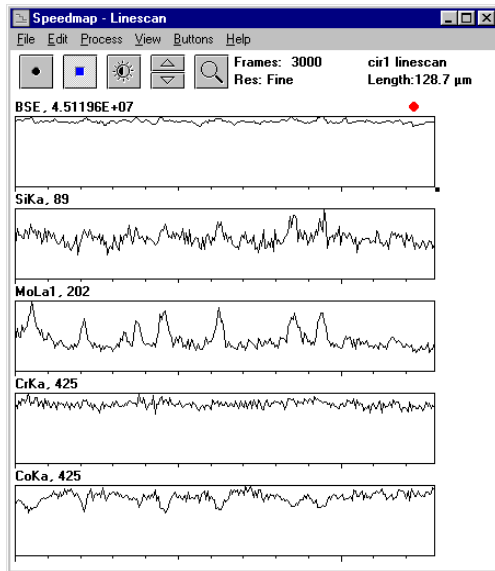 Speedmap - Linescan
File Edit Process View Buttons Help
Frames: 3000 cir1 linescan
Res: Fine Length:128.7 µm
BSE, 4.51196E+07
SiKa, 89
MoLa1, 202
CrKa, 425
CoKa, 425